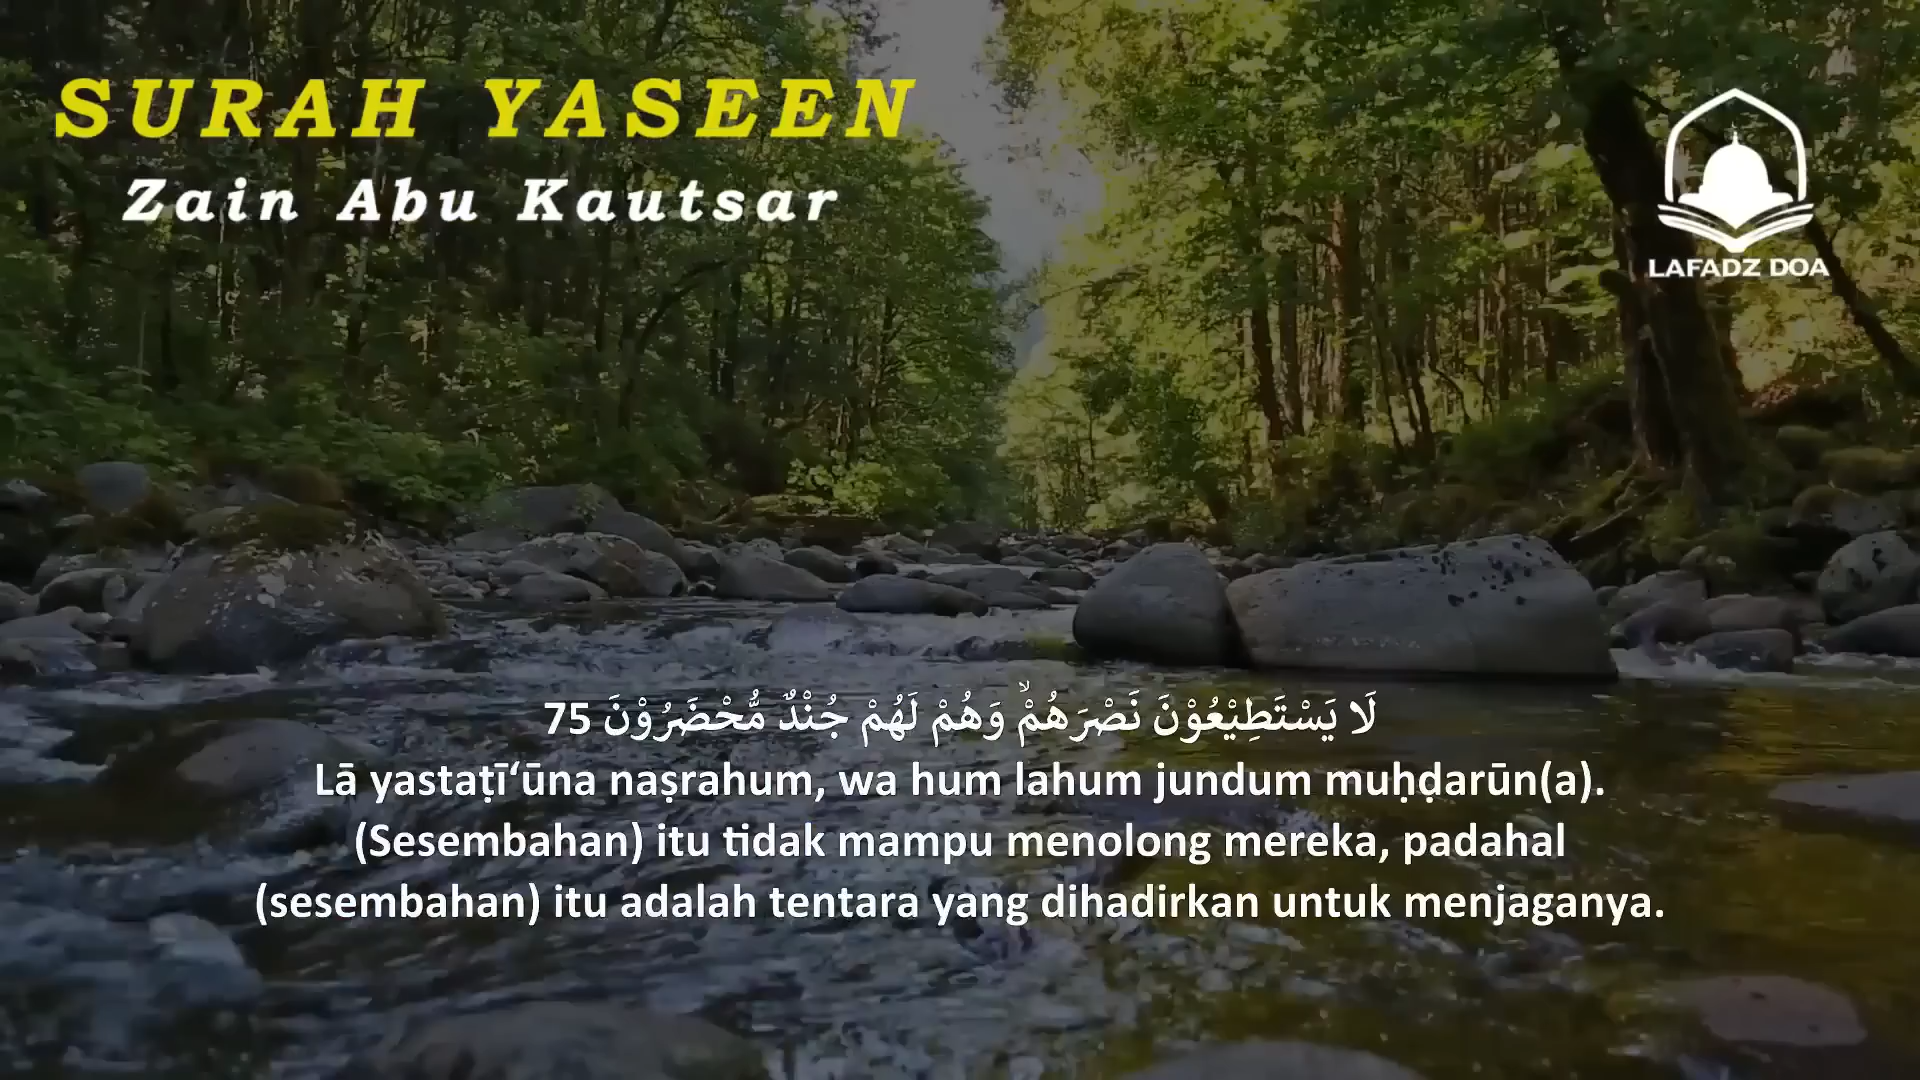 SURAH YASEEN
Zain Abu Kautsar
LAFADZ DOA
لَا يَسْتَطِيْعُوْنَ نَصْرَهُمْۙ وَهُمْ لَهُمْ جُنْدٌ مُّحْضَرُوْنَ 75
Lā yastaṭī‘ūna naṣrahum, wa hum lahum jundum muḥḍarūn(a).
(Sesembahan) itu tidak mampu menolong mereka, padahal
(sesembahan) itu adalah tentara yang dihadirkan untuk menjaganya.